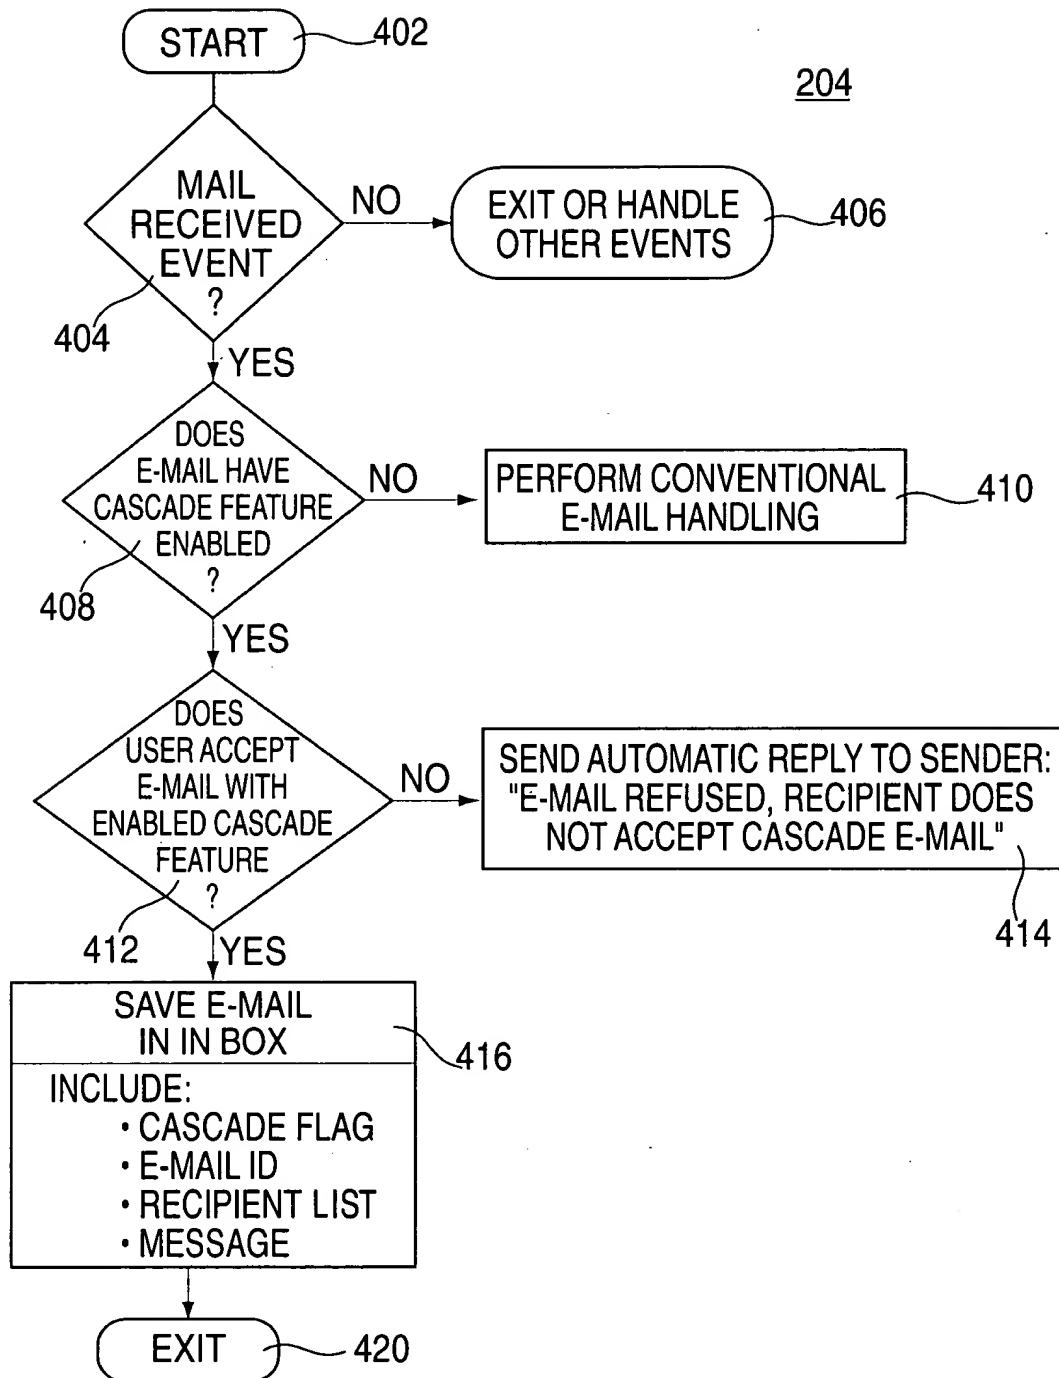 START
402
204
MAIL
RECEIVED
EVENT
?
404
NO
EXIT OR HANDLE
OTHER EVENTS
406
YES
DOES
E-MAIL HAVE
CASCADE FEATURE
ENABLED
?
408
NO
PERFORM CONVENTIONAL
E-MAIL HANDLING
410
YES
DOES
USER ACCEPT
E-MAIL WITH
ENABLED CASCADE
FEATURE
?
412
NO
SEND AUTOMATIC REPLY TO SENDER:
"E-MAIL REFUSED, RECIPIENT DOES
NOT ACCEPT CASCADE E-MAIL"
414
YES
SAVE E-MAIL
IN IN BOX
416
INCLUDE:
• CASCADE FLAG
• E-MAIL ID
• RECIPIENT LIST
• MESSAGE
EXIT
420